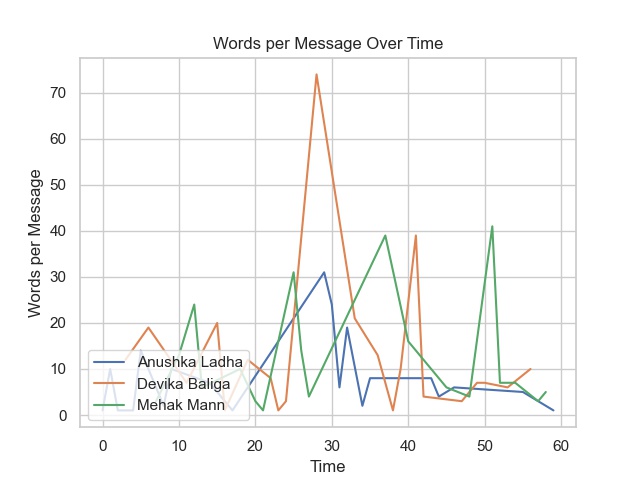 Words per Message Over Time
Words per Message
70
60
50
40
30
20
10
0
Anushka Ladha
Devika Baliga
Mehak Mann
0 10 20 30 40 50 60
Time